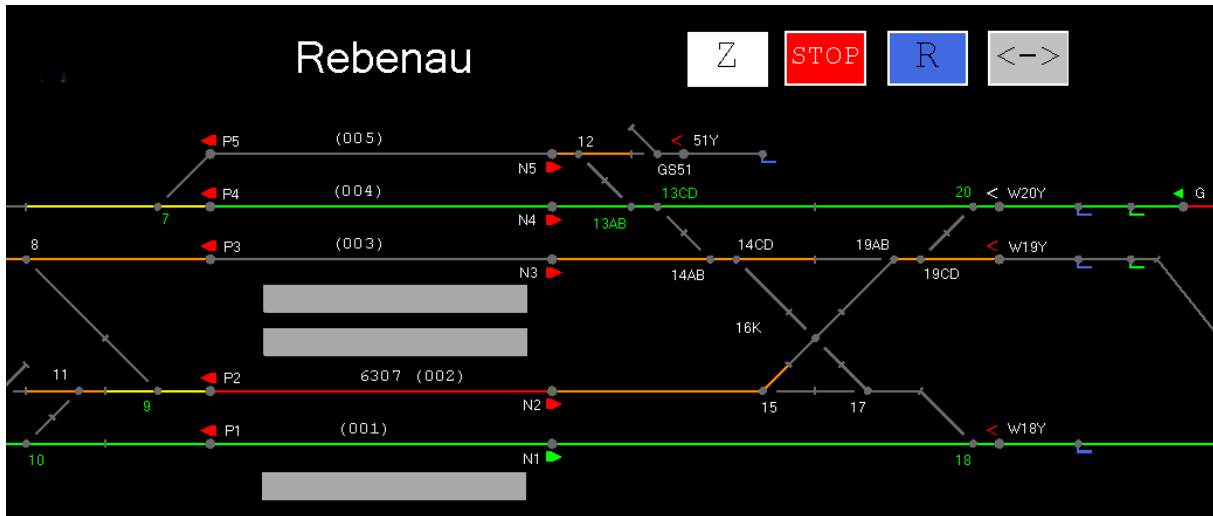 Rebenau
Z STOP R <->
P5 (005) 12 < 51Y
N5 GS51
P4 (004) 13CD 20 < W20Y G
7 N4 13AB
8 P3 (003) 14CD 19AB < W19Y
N3 14AB 19CD
16K
11 P2 6307 (002)
9 N2 15 17
P1 (001) < W18Y
10 N1 18